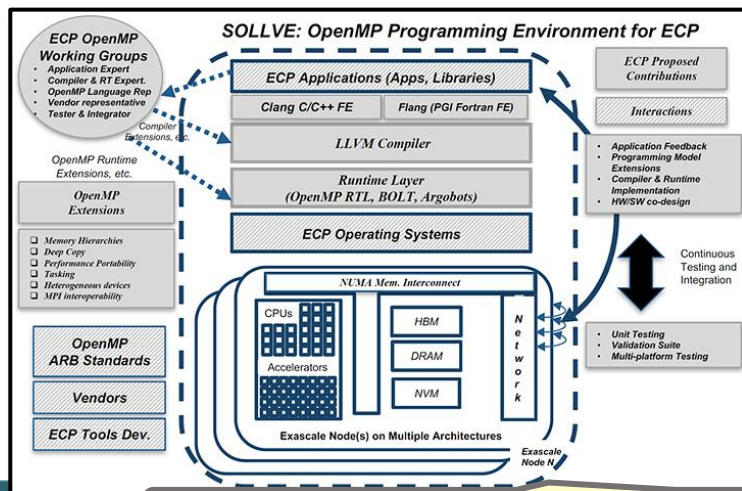 SOLLVE: OpenMP Programming Environment for ECP
ECP OpenMP
Working Groups
• Application Expert
• Compiler & RT Expert.
• OpenMP Language Rep
• Vendor representative
• Tester & Integrator
Compiler
Extensions, etc.
OpenMP Runtime
Extensions, etc.
OpenMP
Extensions
❑ Memory Hierarchies
❑ Deep Copy
❑ Performance Portability
❑ Tasking
❑ Heterogeneous devices
❑ MPI interoperability
OpenMP
ARB Standards
Vendors
ECP Tools Dev.
ECP Applications (Apps, Libraries)
Clang C/C++ FE
Flang (PGI Fortran FE)
LLVM Compiler
Runtime Layer
(OpenMP RTL, BOLT, Argobots)
ECP Operating Systems
NUMA Mem. Interconnect
CPUs
Accelerators
HBM
DRAM
NVM
Network
Exascale Node(s) on Multiple Architectures
Exascale
Node N
ECP Proposed
Contributions
Interactions
• Application Feedback
• Programming Model
Extensions
• Compiler & Runtime
Implementation
• HW/SW co-design
Continuous
Testing and
Integration
• Unit Testing
• Validation Suite
• Multi-platform Testing